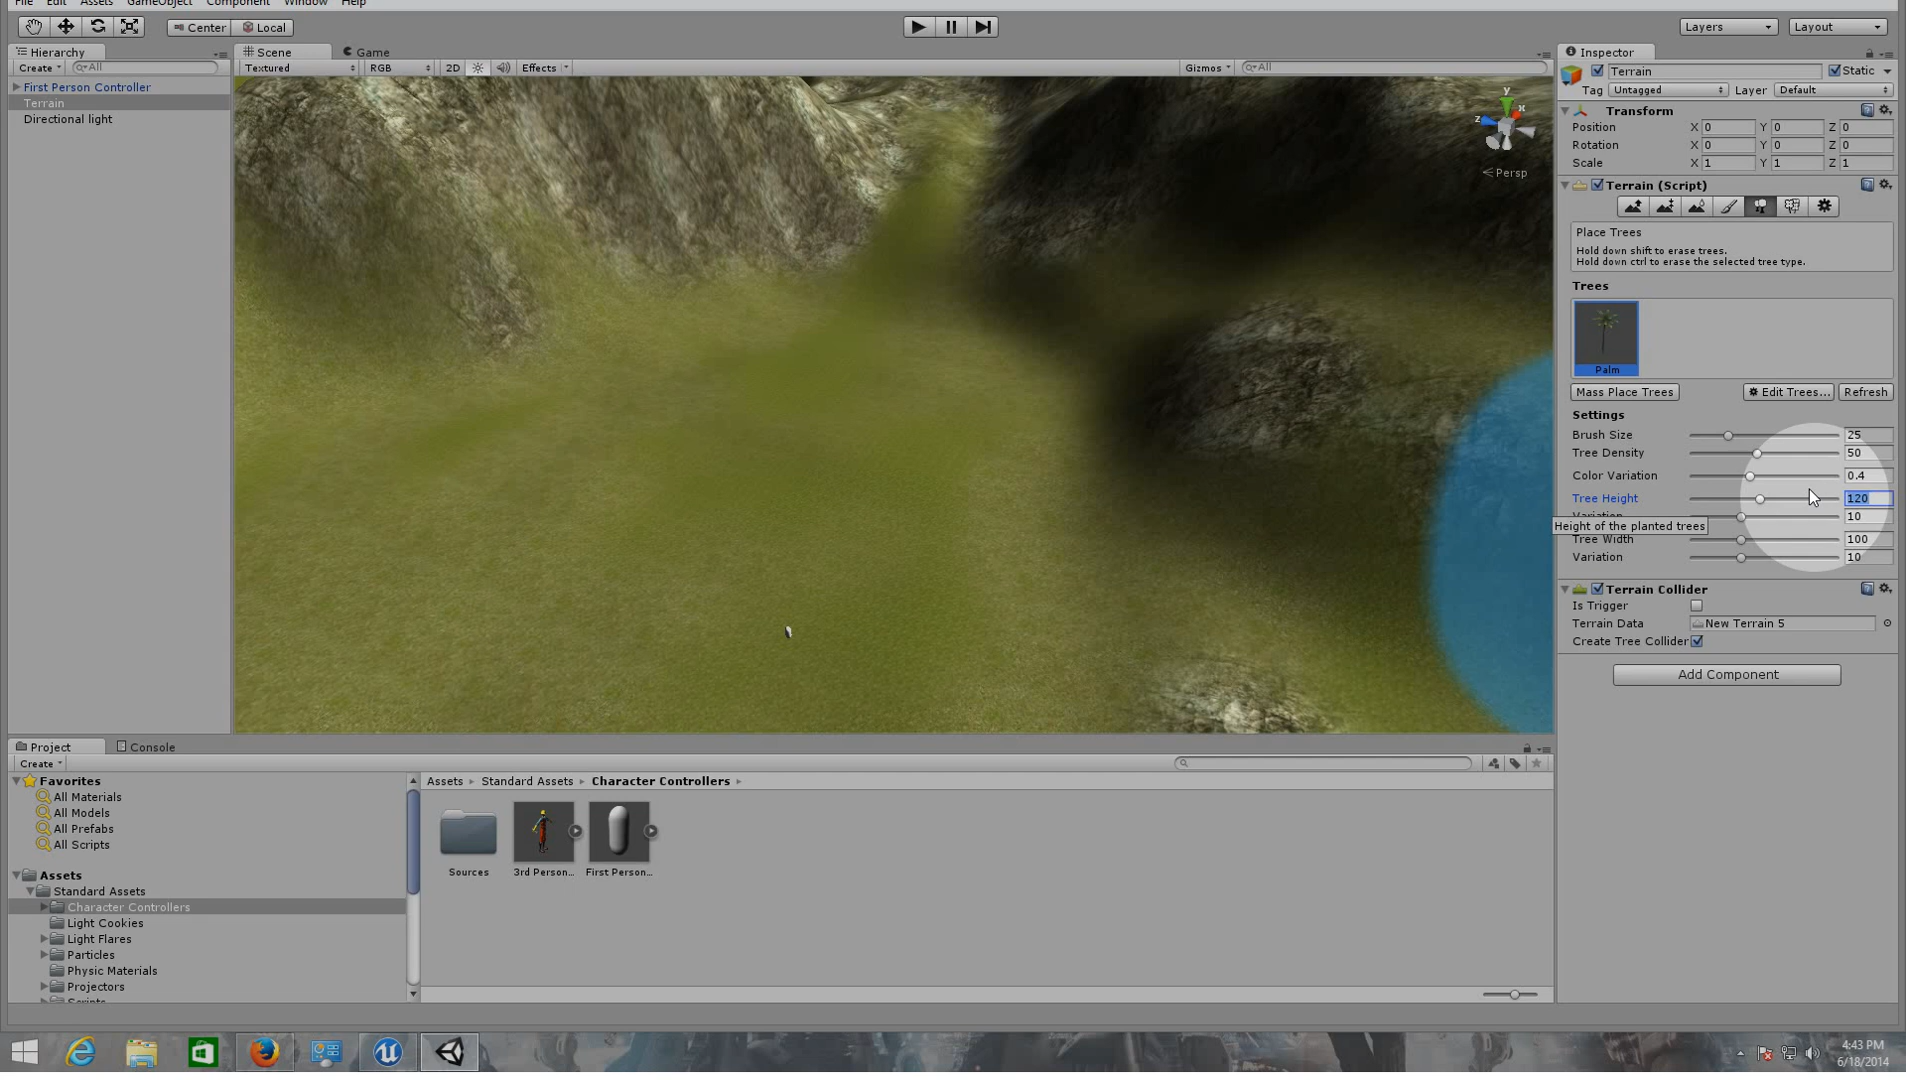 File Edit Assets GameObject Component Window Help
Center Local Layers Layout
Hierarchy Scene Game Inspector
Create All Textured RGB 2D Effects Gizmos All
Terrain Static
Tag Untagged Layer Default
First Person Controller
Terrain
Directional light
y
x
z
Persp
Transform
Position X 0 Y 0 Z 0
Rotation X 0 Y 0 Z 0
Scale X 1 Y 1 Z 1
Terrain (Script)
Place Trees
Hold down shift to erase trees.
Hold down ctrl to erase the selected tree type.
Trees
Palm
Mass Place Trees Edit Trees... Refresh
Settings
Brush Size 25
Tree Density 50
Color Variation 0.4
Tree Height 120
Variation 10
Height of the planted trees
Tree Width 100
Variation 10
Terrain Collider
Is Trigger
Terrain Data New Terrain 5
Create Tree Collider
Add Component
Project Console
Create
Favorites
All Materials
All Models
All Prefabs
All Scripts
Assets
Standard Assets
Character Controllers
Light Cookies
Light Flares
Particles
Physic Materials
Projectors
Scripts
Assets Standard Assets Character Controllers
Sources 3rd Person... First Person...
4:43 PM
6/18/2014